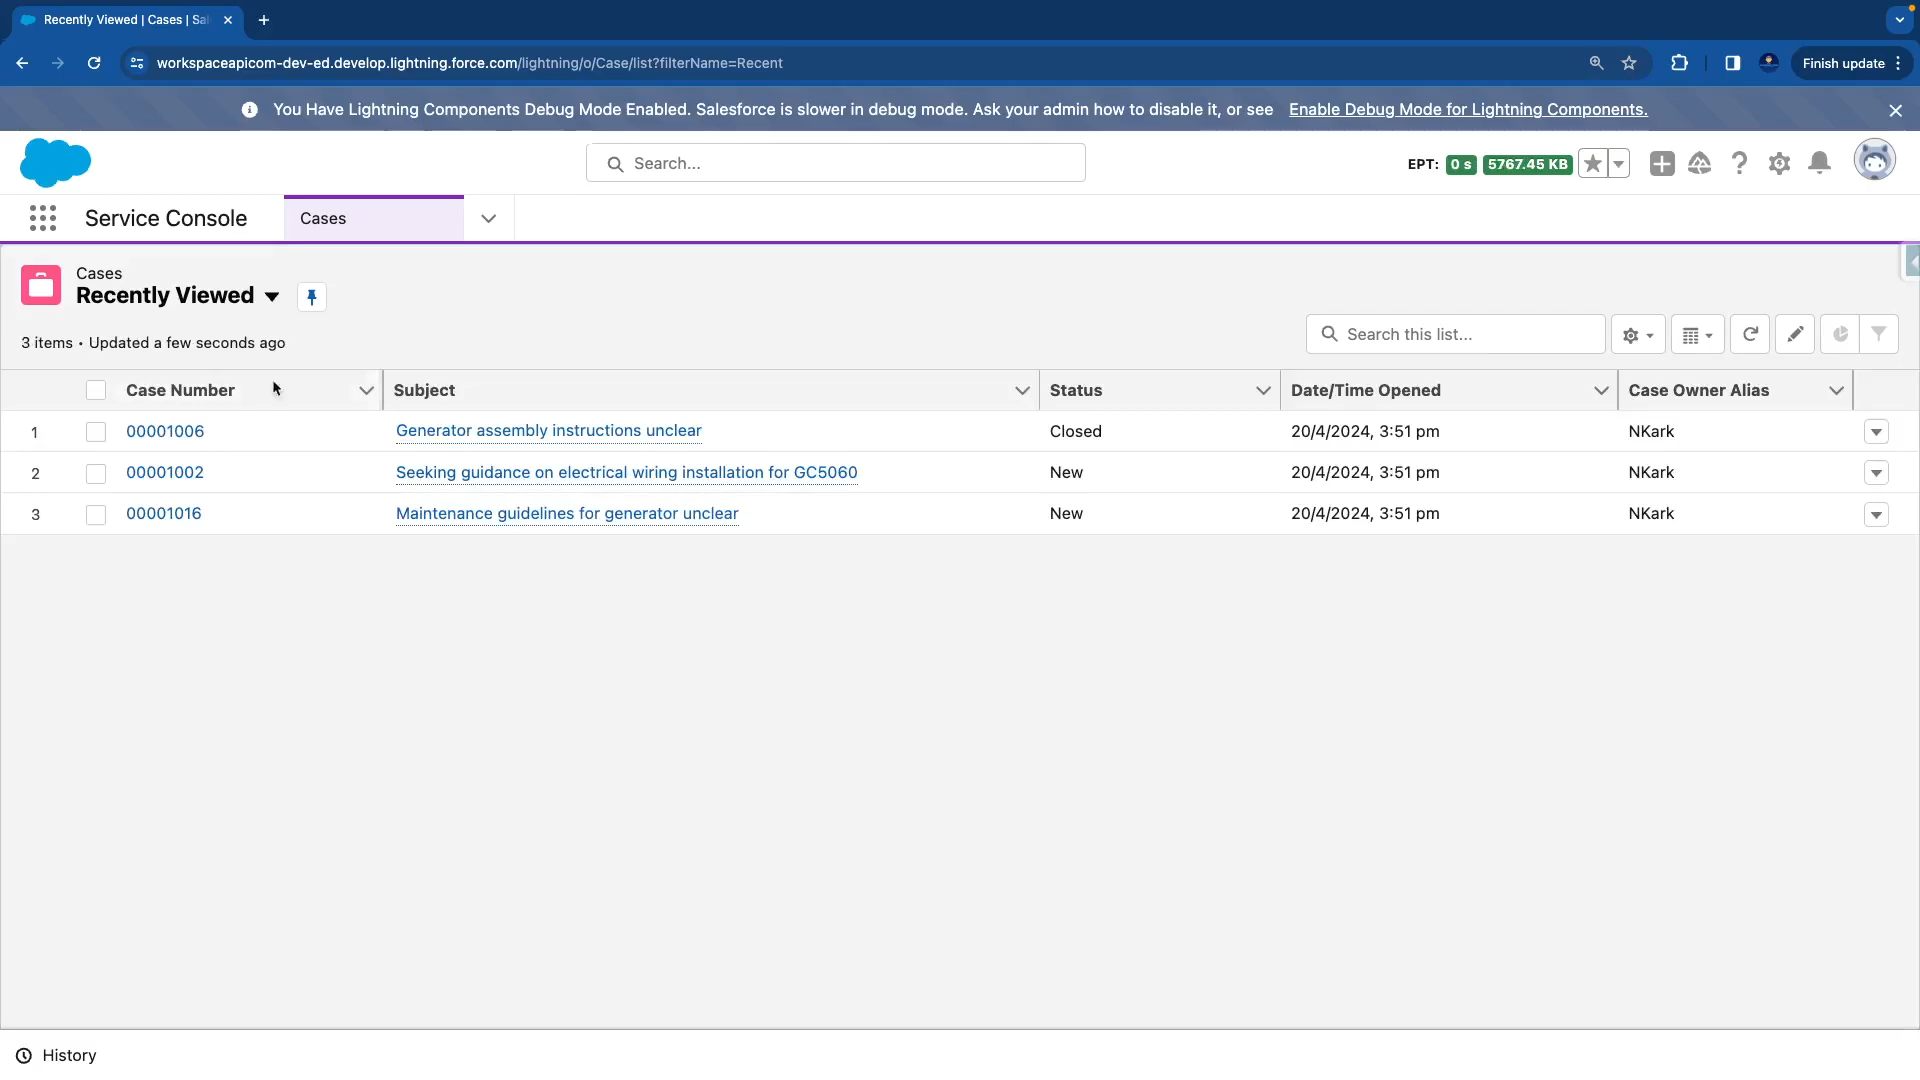 Recently Viewed | Cases | Sa
workspaceapicom-dev-ed.develop.lightning.force.com/lightning/o/Case/list?filterName=Recent
Finish update
You Have Lightning Components Debug Mode Enabled. Salesforce is slower in debug mode. Ask your admin how to disable it, or see Enable Debug Mode for Lightning Components.
Search...
EPT: 0 s 5767.45 KB
Service Console
Cases
Cases
Recently Viewed
3 items • Updated a few seconds ago
Search this list...
Case Number Subject Status Date/Time Opened Case Owner Alias
1 00001006 Generator assembly instructions unclear Closed 20/4/2024, 3:51 pm NKark
2 00001002 Seeking guidance on electrical wiring installation for GC5060 New 20/4/2024, 3:51 pm NKark
3 00001016 Maintenance guidelines for generator unclear New 20/4/2024, 3:51 pm NKark
History